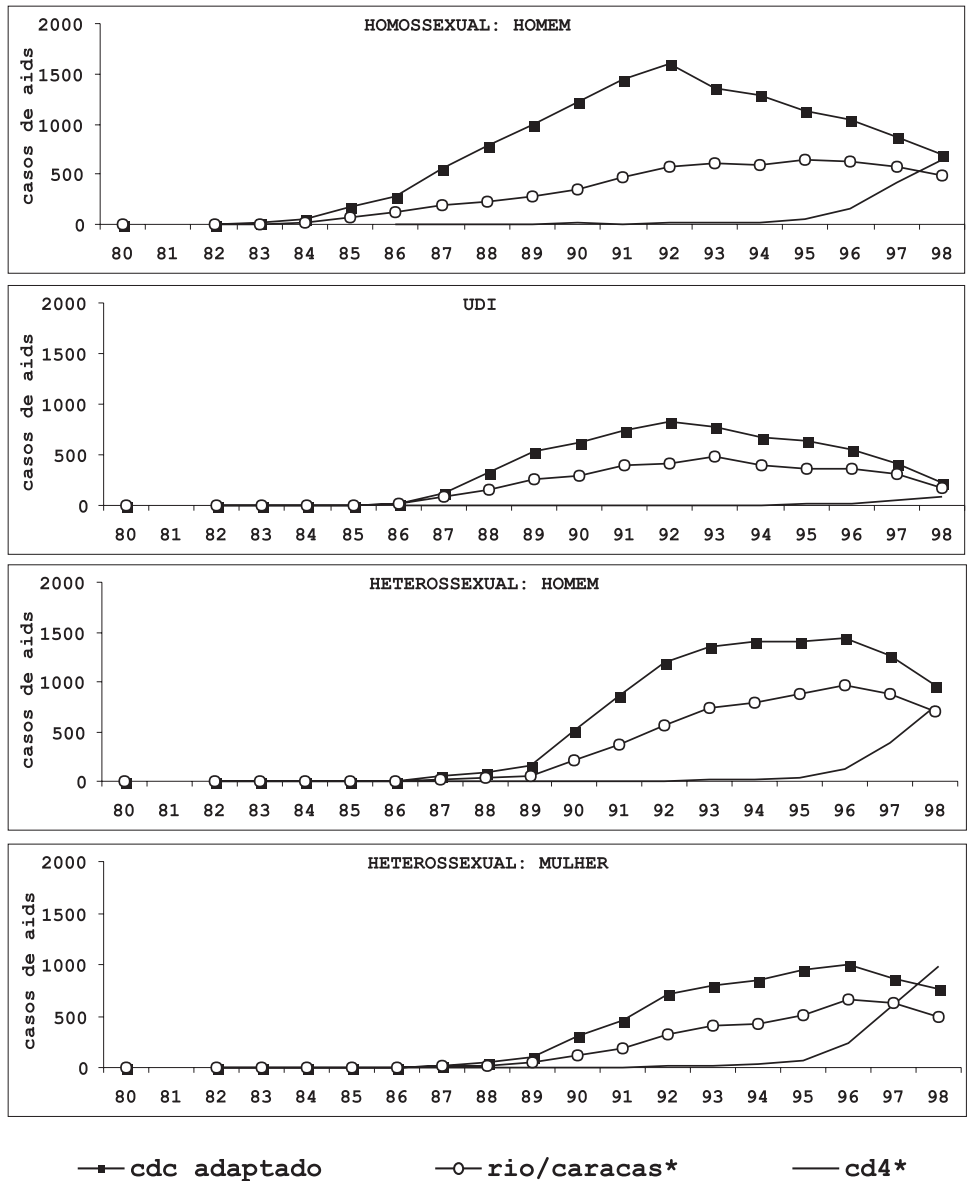 HOMOSSEXUAL: HOMEM
casos de aids
2000
1500
1000
500
0
80 81 82 83 84 85 86 87 88 89 90 91 92 93 94 95 96 97 98
UDI
casos de aids
2000
1500
1000
500
0
80 81 82 83 84 85 86 87 88 89 90 91 92 93 94 95 96 97 98
HETEROSSEXUAL: HOMEM
casos de aids
2000
1500
1000
500
0
80 81 82 83 84 85 86 87 88 89 90 91 92 93 94 95 96 97 98
HETEROSSEXUAL: MULHER
casos de aids
2000
1500
1000
500
0
80 81 82 83 84 85 86 87 88 89 90 91 92 93 94 95 96 97 98
cdc adaptado rio/caracas* cd4*